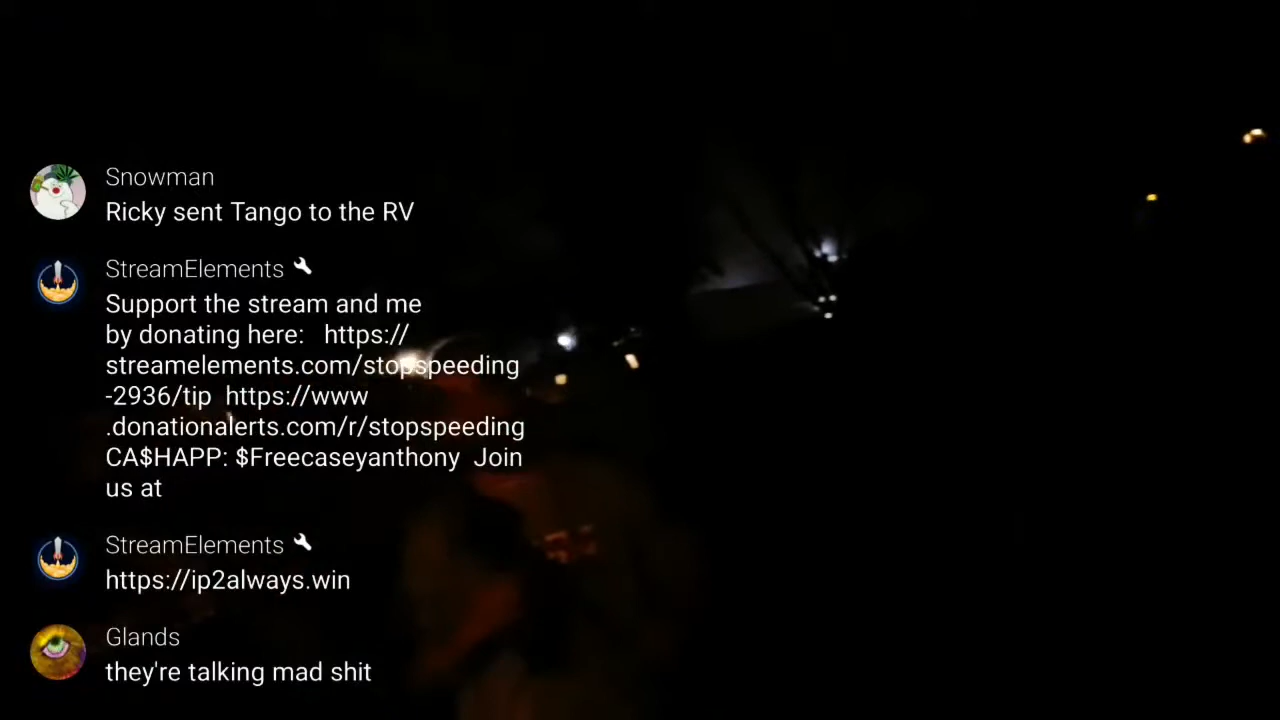 Snowman
Ricky sent Tango to the RV
StreamElements
Support the stream and me
by donating here: https://
streamelements.com/stopspeeding
-2936/tip https://www
.donationalerts.com/r/stopspeeding
CA$HAPP: $Freecaseyanthony Join
us at
StreamElements
https://ip2always.win
Glands
they're talking mad shit